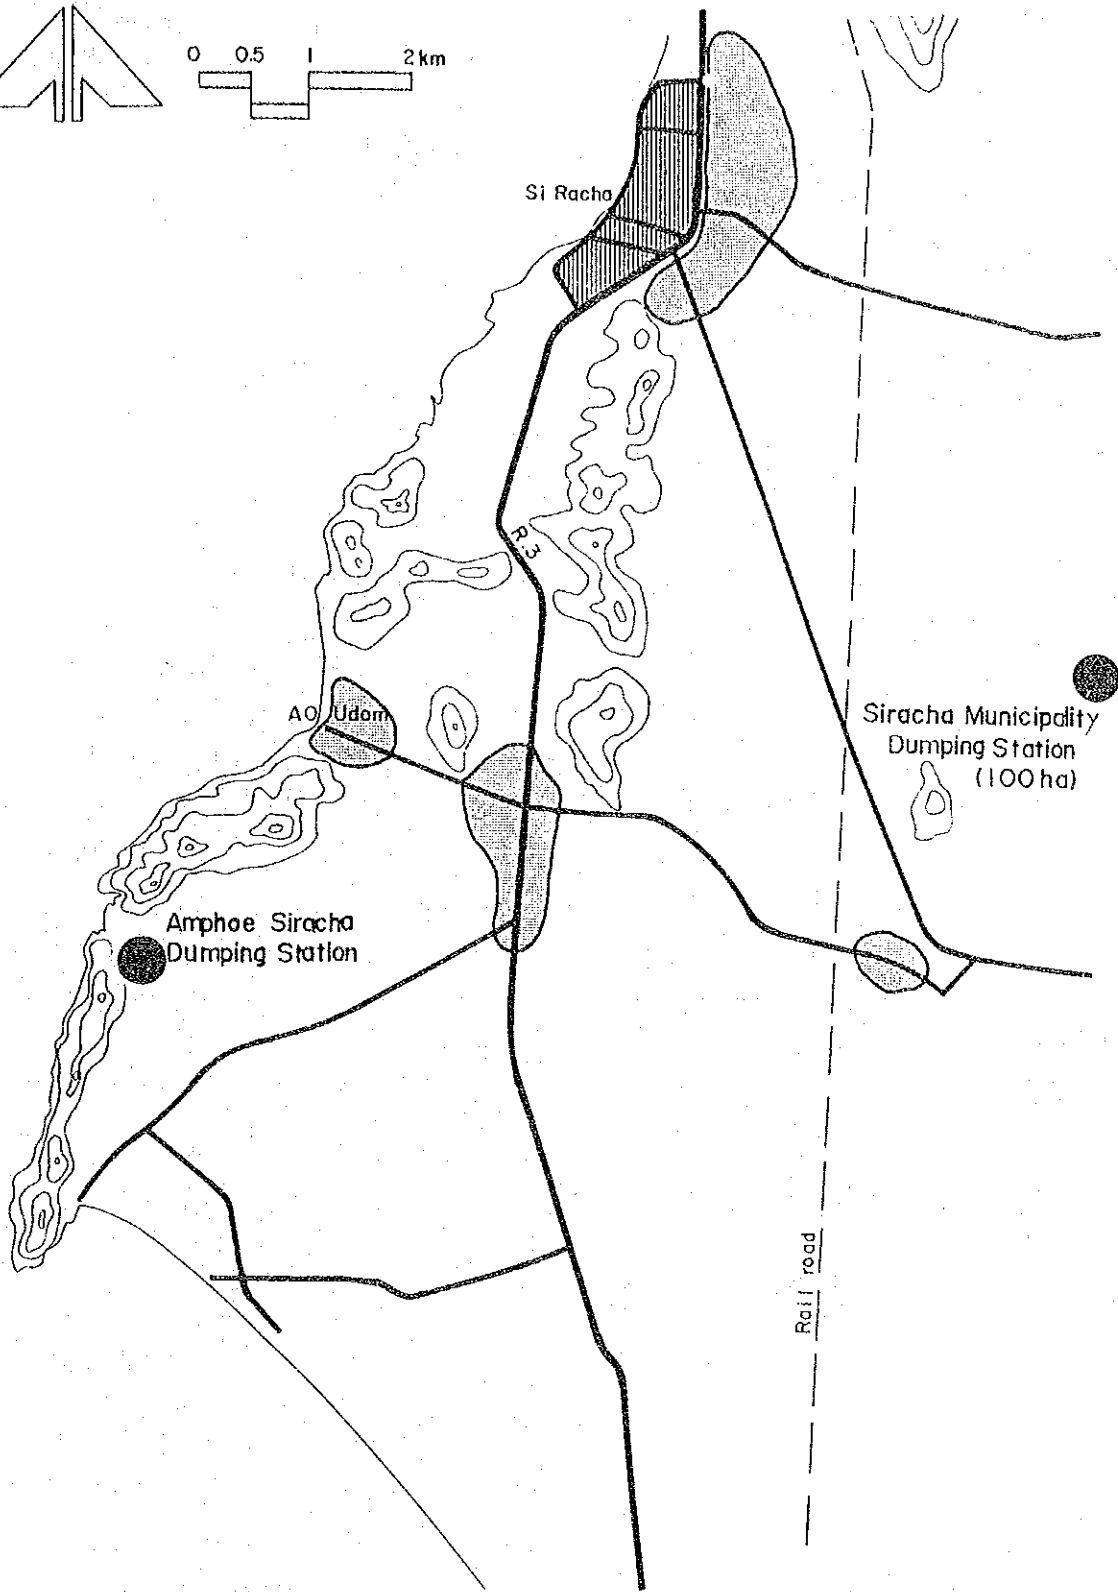 0 0.5 1 2 km
Si Racha
R.3
AO Udom
Siracha Municipality
Dumping Station
(100 ha)
Amphoe Siracha
Dumping Station
Rail road